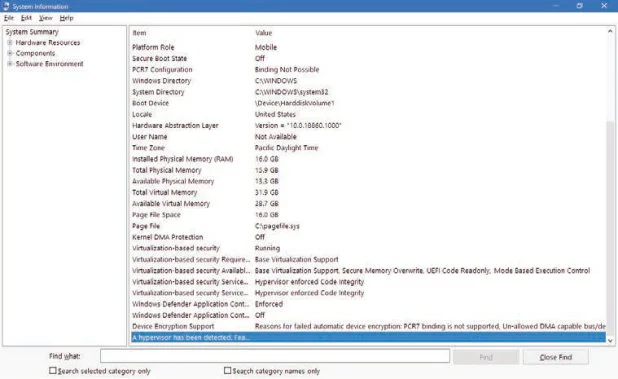 System Information
File Edit View Help
System Summary
Hardware Resources
Components
Software Environment
Item Value
Platform Role Mobile
Secure Boot State Off
PCR7 Configuration Binding Not Possible
Windows Directory C:\WINDOWS
System Directory C:\WINDOWS\system32
Boot Device \Device\HarddiskVolume1
Locale United States
Hardware Abstraction Layer Version = "10.0.18860.1000"
User Name Not Available
Time Zone Pacific Daylight Time
Installed Physical Memory (RAM) 16.0 GB
Total Physical Memory 15.9 GB
Available Physical Memory 13.3 GB
Total Virtual Memory 31.9 GB
Available Virtual Memory 28.7 GB
Page File Space 16.0 GB
Page File C:\pagefile.sys
Kernel DMA Protection Off
Virtualization-based security Running
Virtualization-based security Require... Base Virtualization Support
Virtualization-based security Availabl... Base Virtualization Support, Secure Memory Overwrite, UEFI Code Readonly, Mode Based Execution Control
Virtualization-based security Service... Hypervisor enforced Code Integrity
Virtualization-based security Service... Hypervisor enforced Code Integrity
Windows Defender Application Cont... Enforced
Windows Defender Application Cont... Off
Device Encryption Support Reasons for failed automatic device encryption: PCR7 binding is not supported, Un-allowed DMA capable bus/de
A hypervisor has been detected. Fea...
Find what: Find Close Find
Search selected category only Search category names only